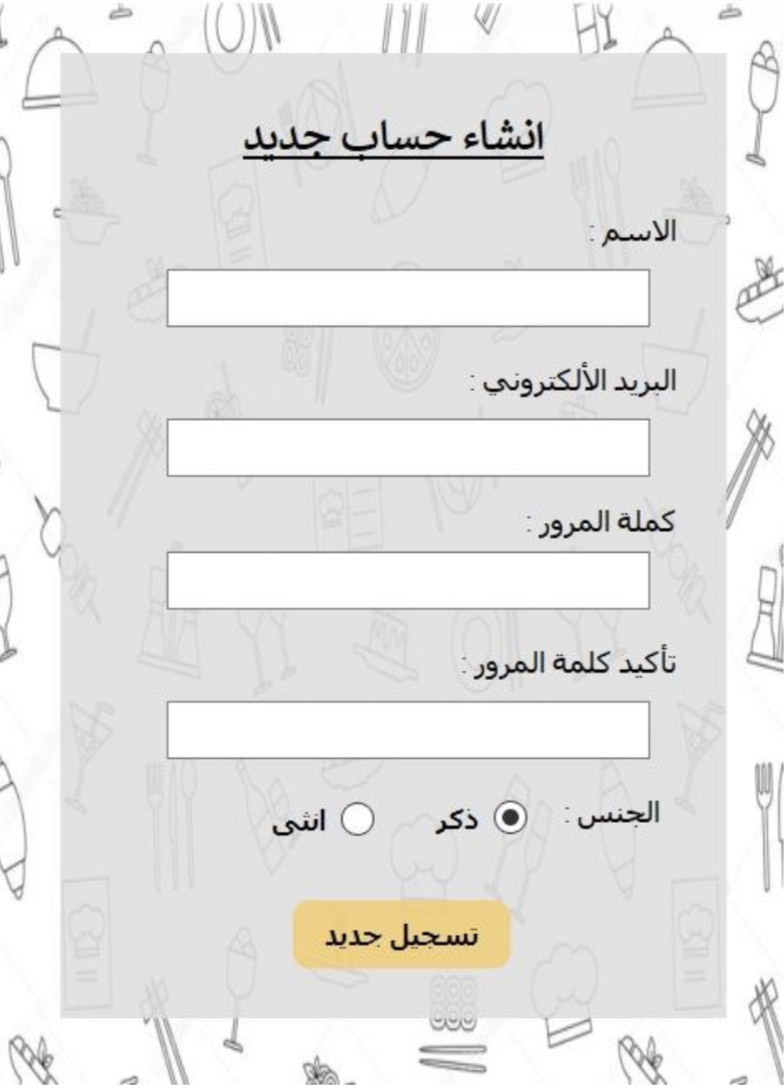 انشاء حساب جديد
الاسم :
البريد الألكتروني :
كملة المرور :
تأكيد كلمة المرور :
الجنس : ذكر انثى
تسجيل جديد